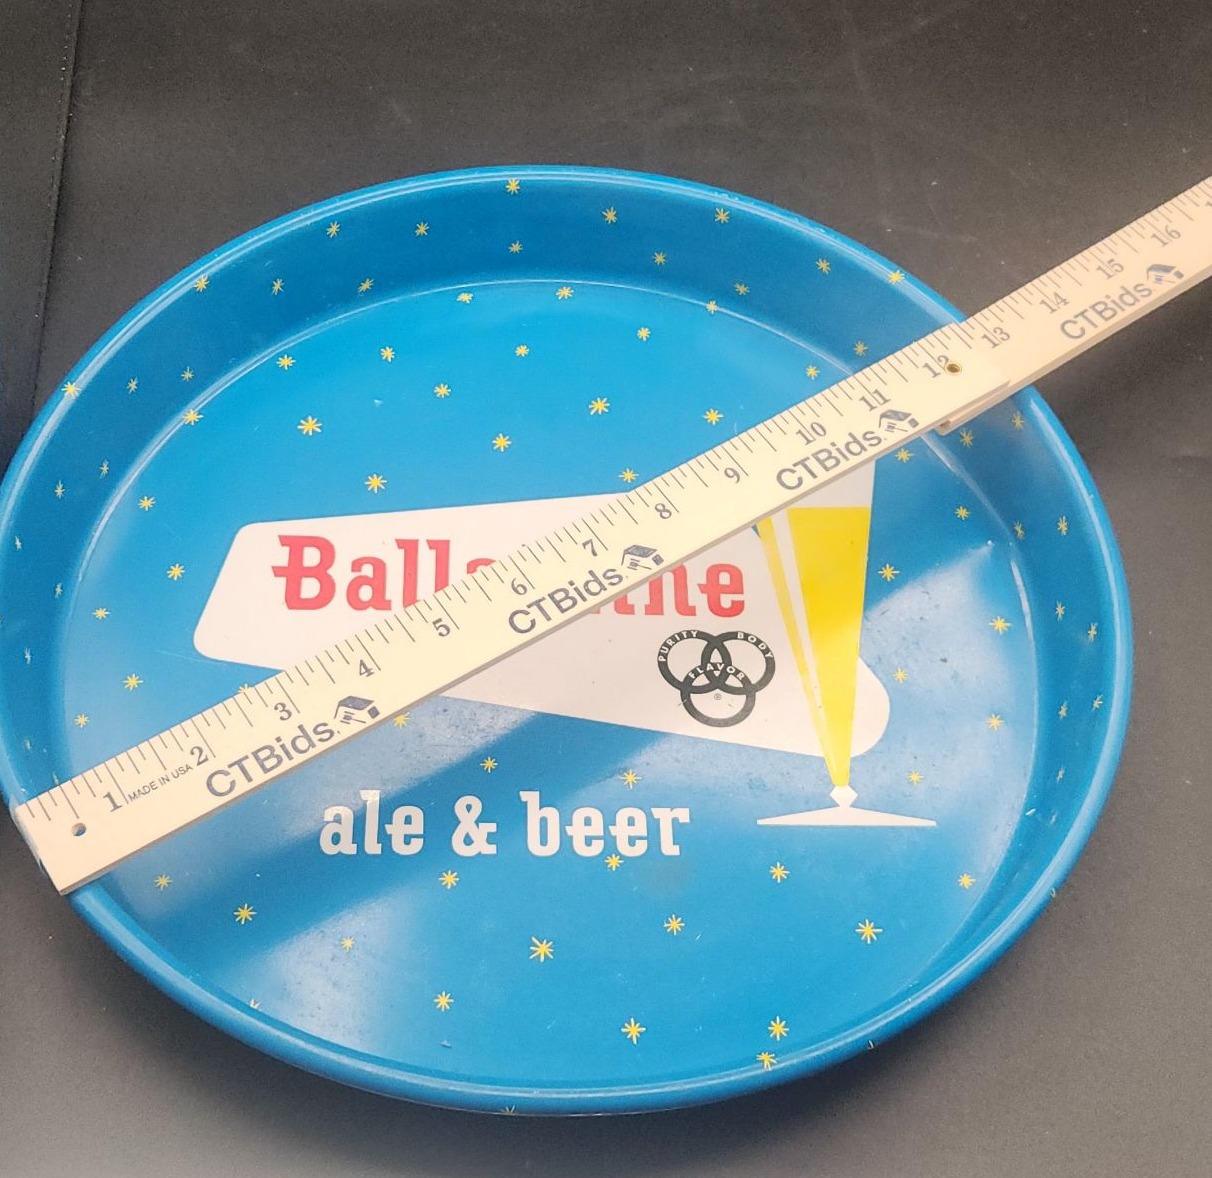 Ball
ne
PURITY BODY
FLAVOR
®
ale & beer
1 MADE IN USA 2 3 4 5 6 7 8 9 10 11 12 13 14 15 16
CTBids.
CTBids.
CTBids.
CTBids